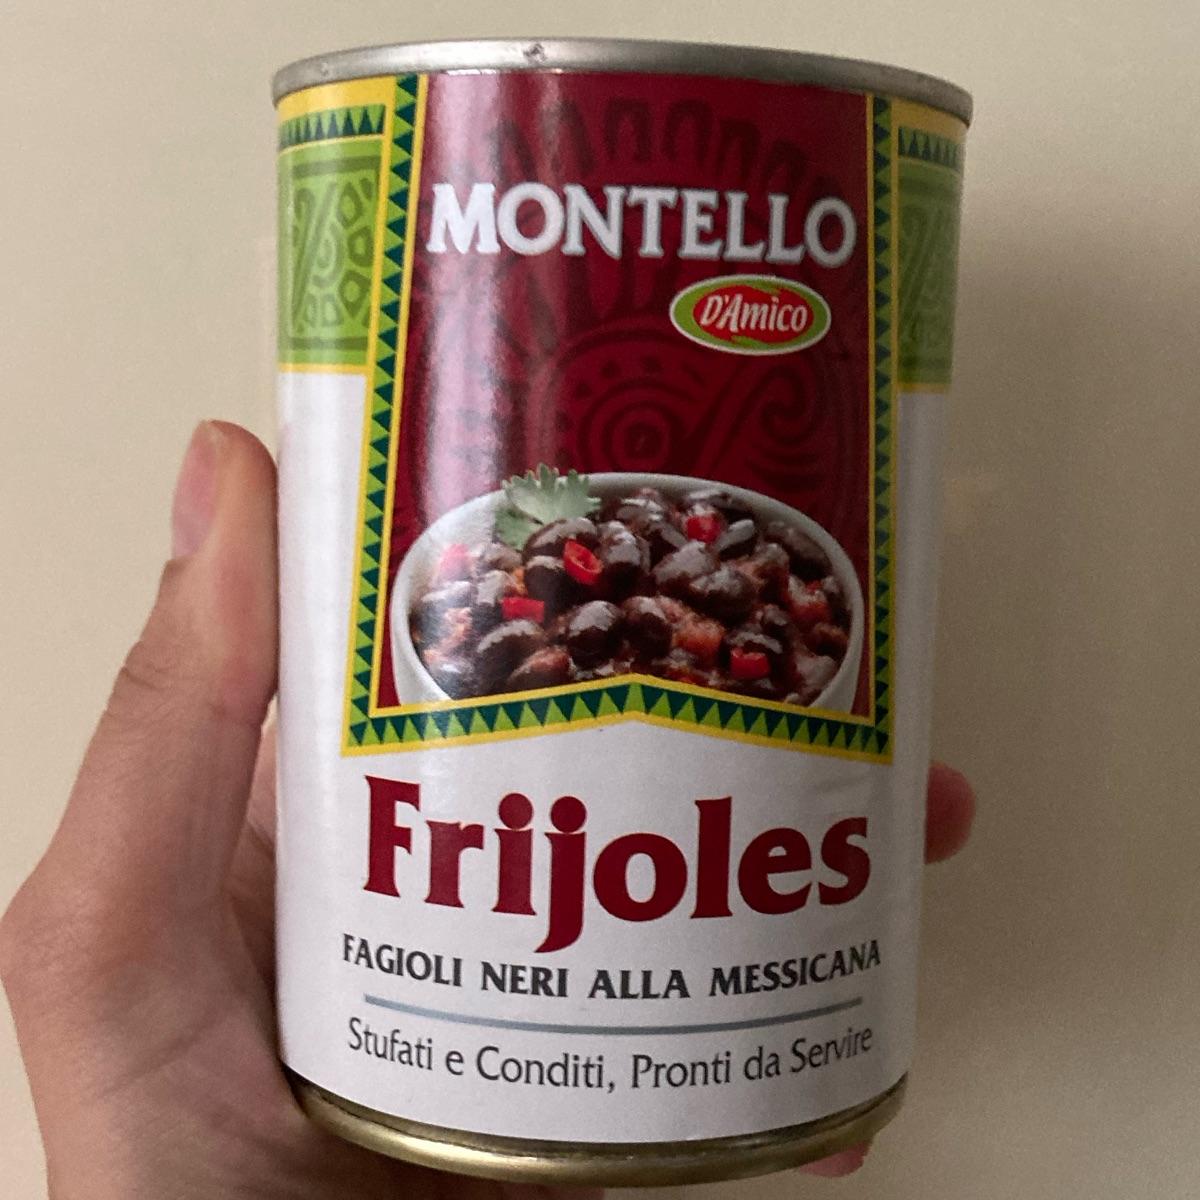 MONTELLO
D'Amico
Frijoles
FAGIOLI NERI ALLA MESSICANA
Stufati e Conditi, Pronti da Servire